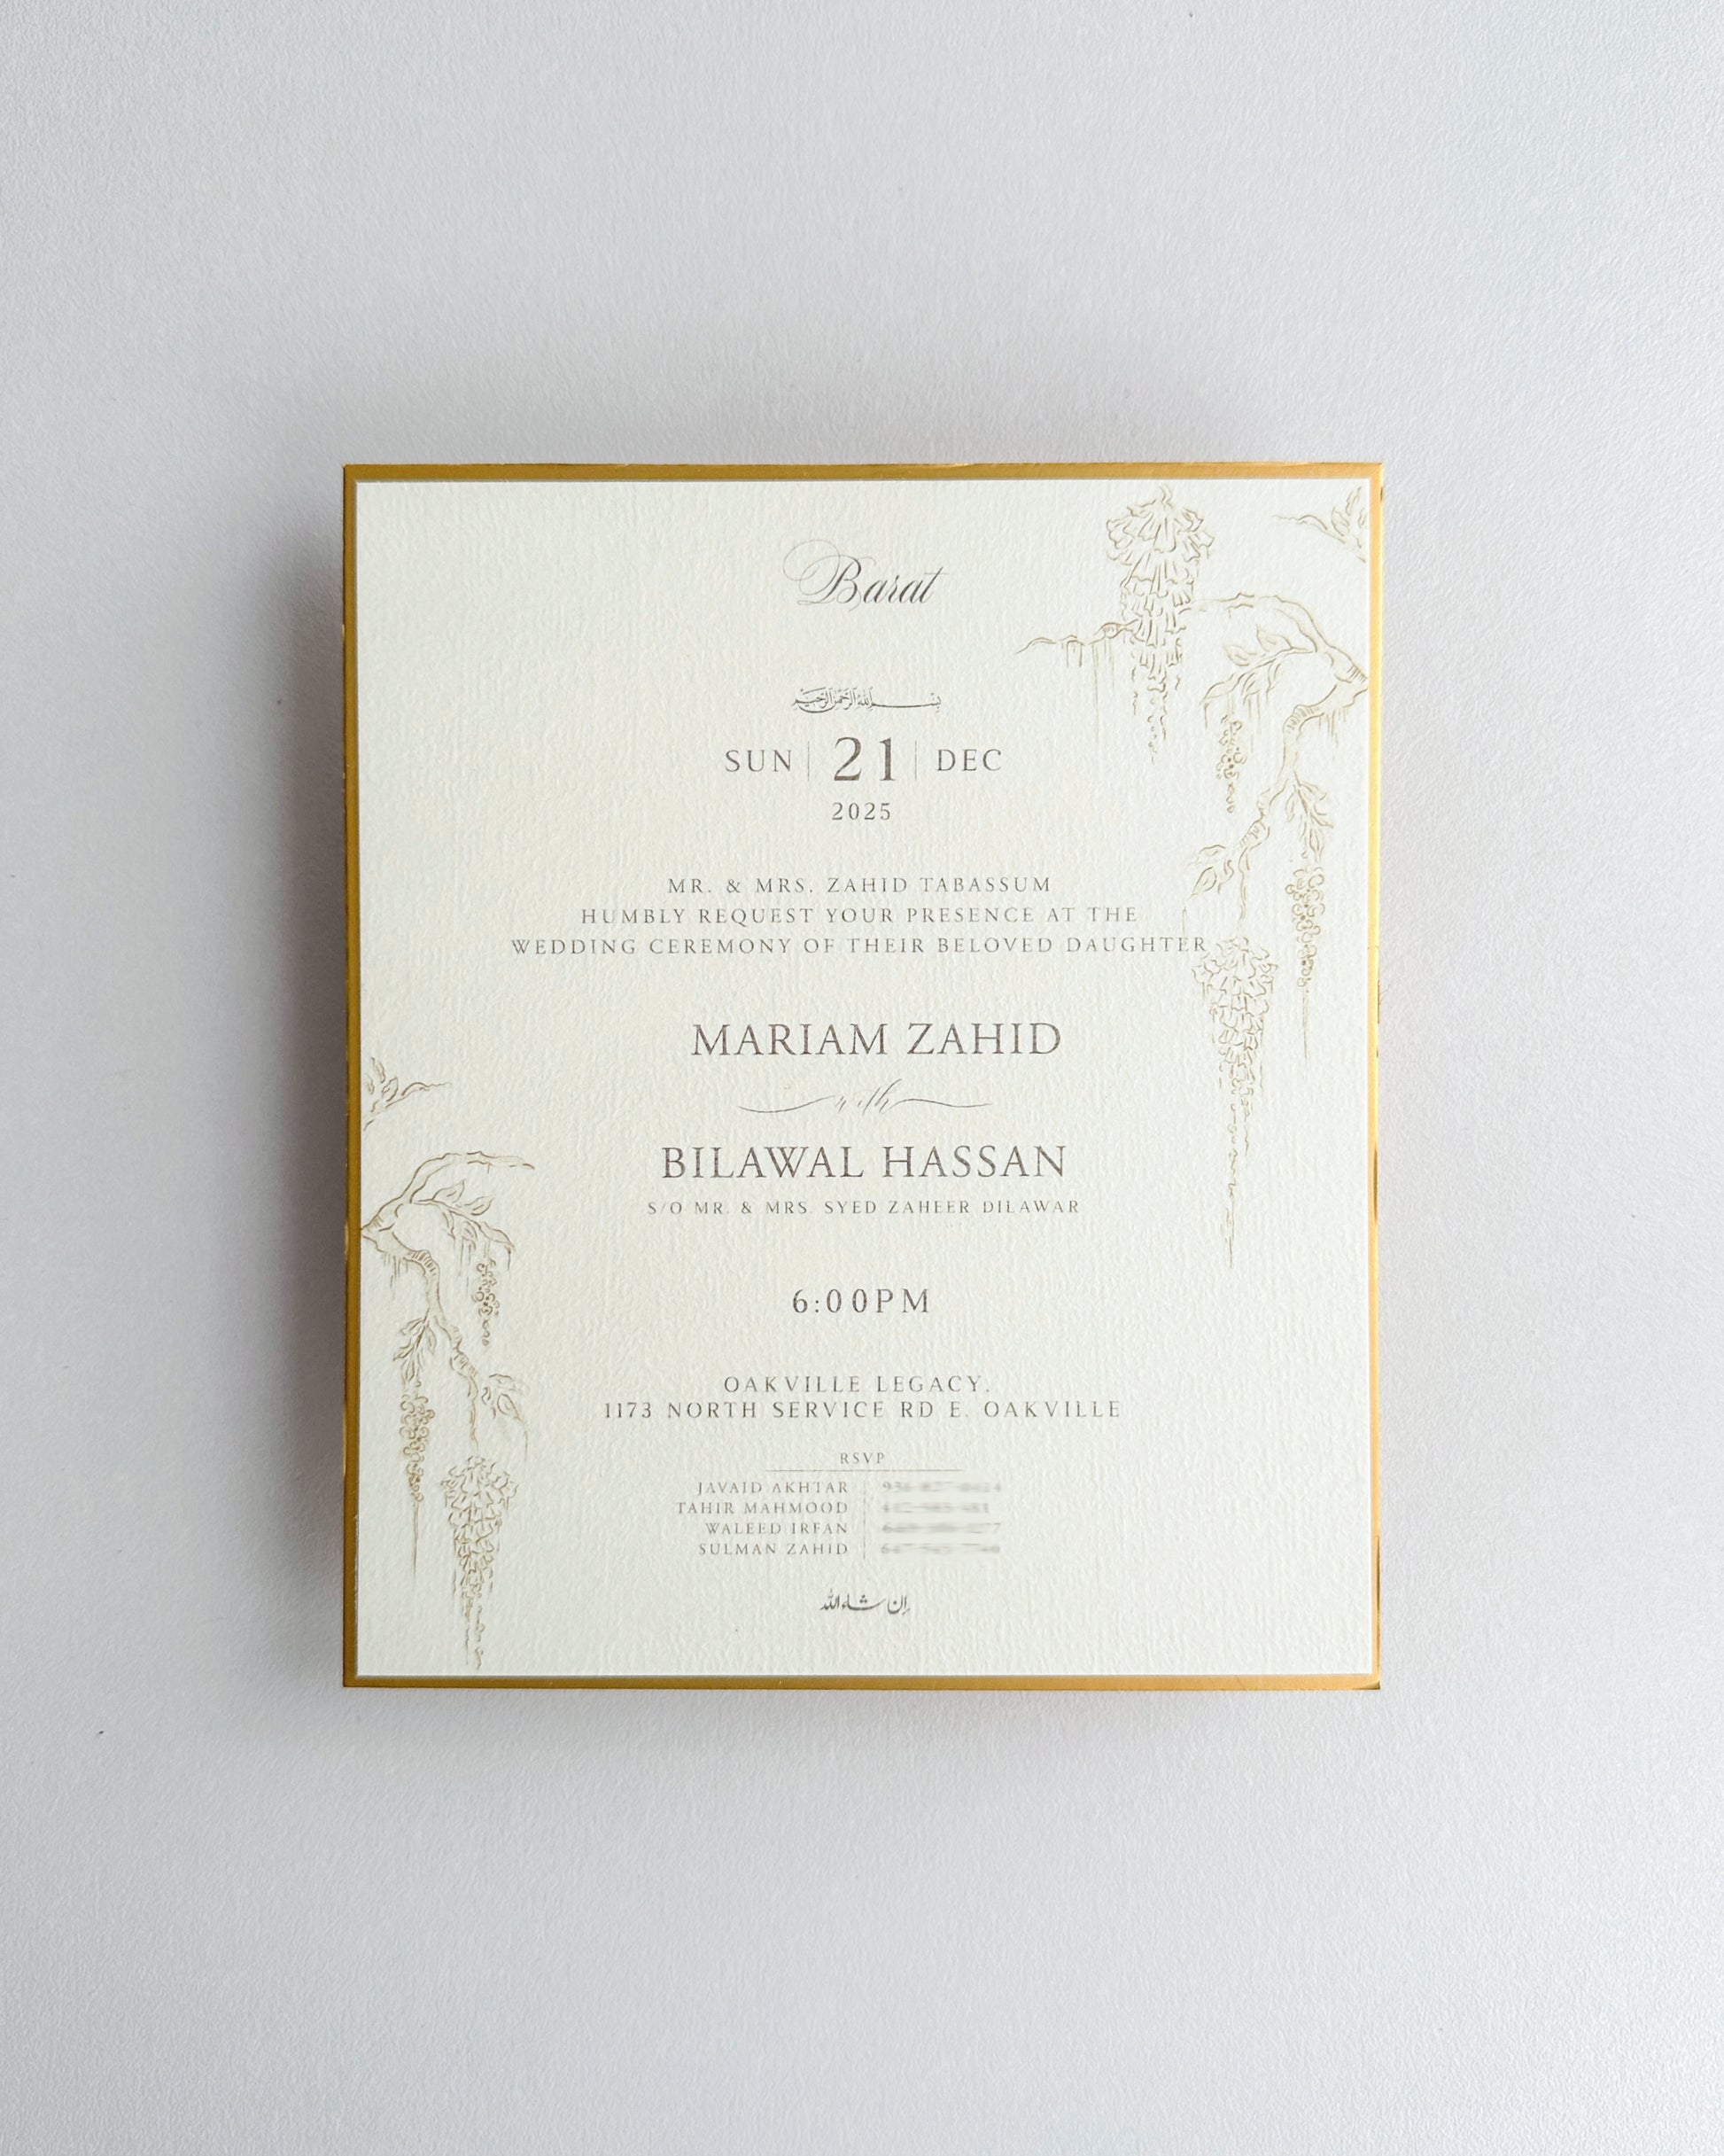 Barat
بسم الله الرحمن الرحيم
SUN | 21 | DEC
2025
MR. & MRS. ZAHID TABASSUM
HUMBLY REQUEST YOUR PRESENCE AT THE
WEDDING CEREMONY OF THEIR BELOVED DAUGHTER
MARIAM ZAHID
with
BILAWAL HASSAN
S/O MR. & MRS. SYED ZAHEER DILAWAR
6:00PM
OAKVILLE LEGACY,
1173 NORTH SERVICE RD E, OAKVILLE
RSVP
JAVAID AKHTAR
TAHIR MAHMOOD
WALEED IRFAN
SULMAN ZAHID
إن شاء الله